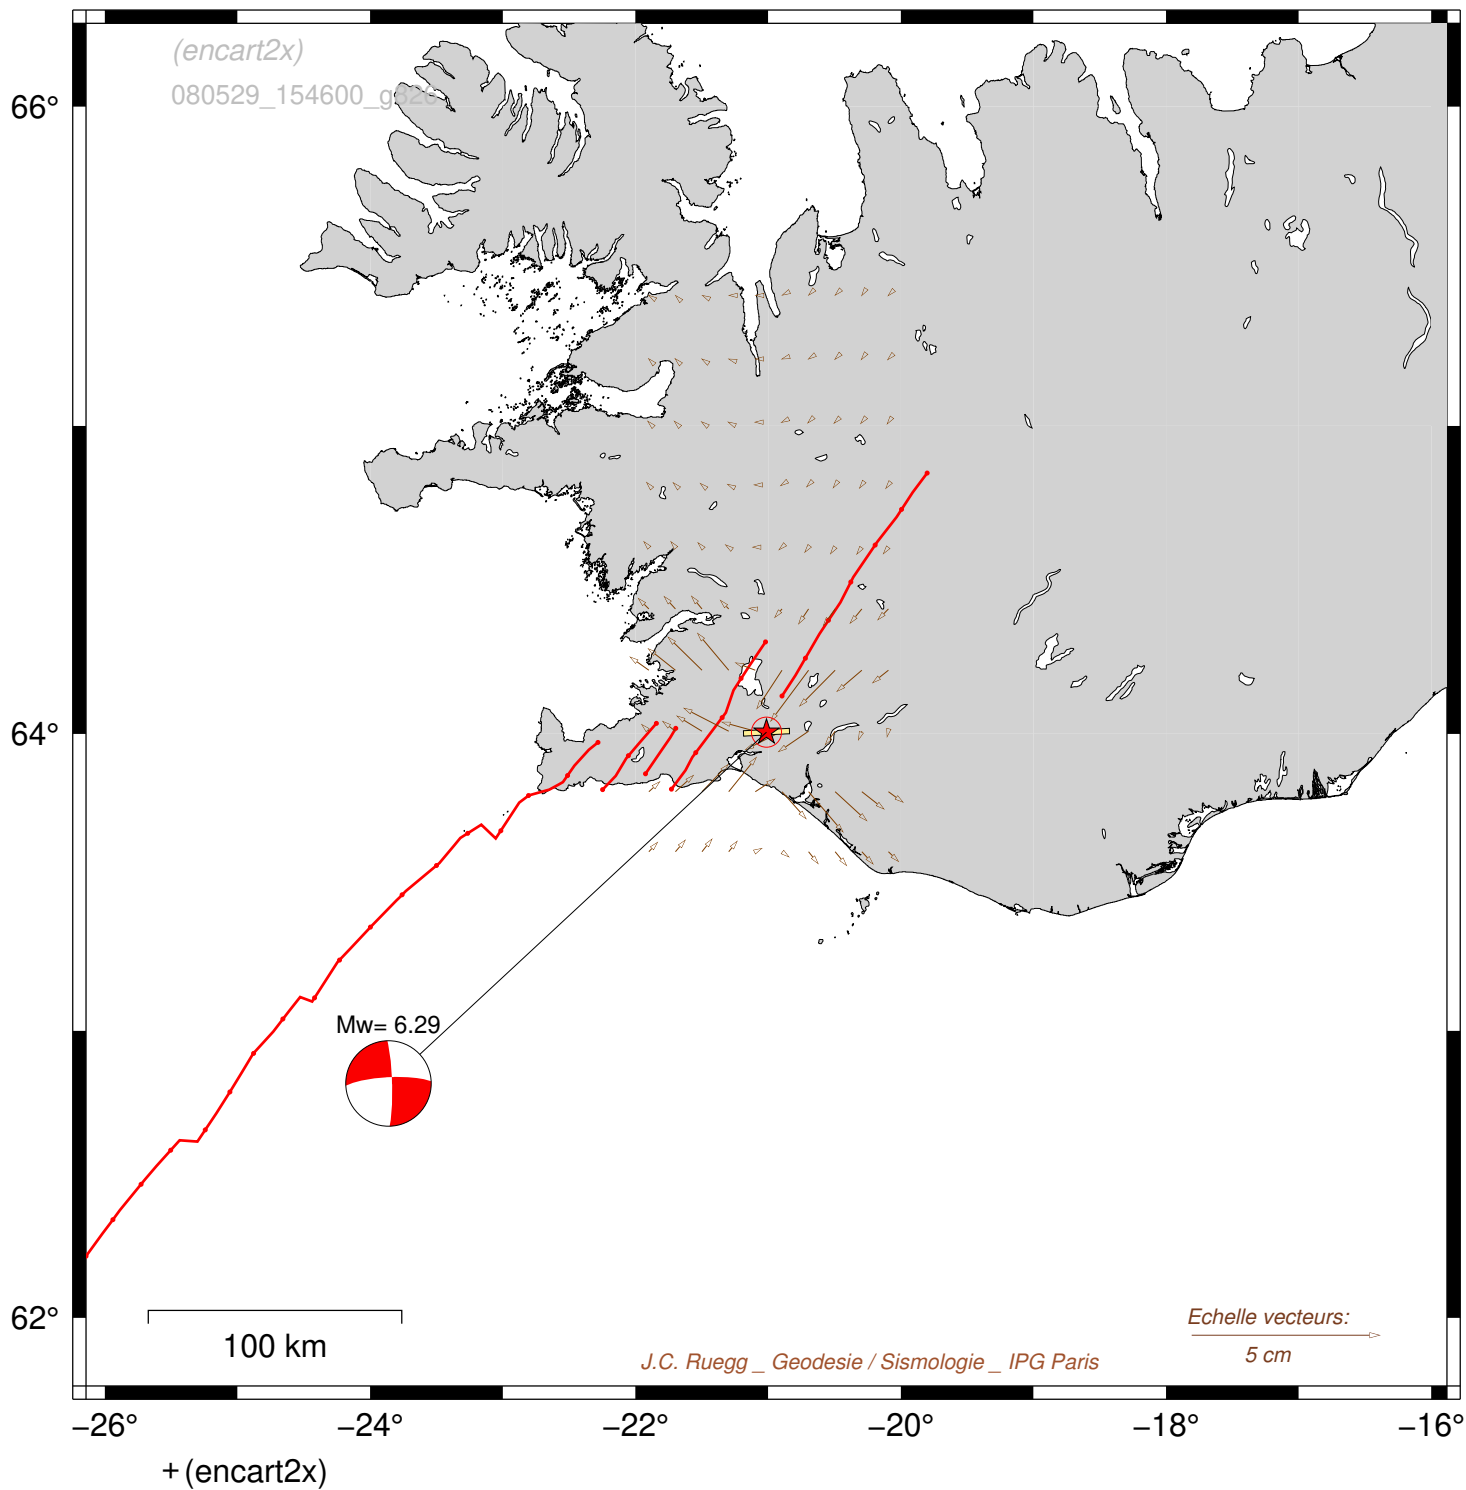 (encart2x)
080529_154600_g826
66°
64°
Mw= 6.29
62°
100 km
Echelle vecteurs:
5 cm
J.C. Ruegg _ Geodesie / Sismologie _ IPG Paris
−26° −24° −22° −20° −18° −16°
+ (encart2x)